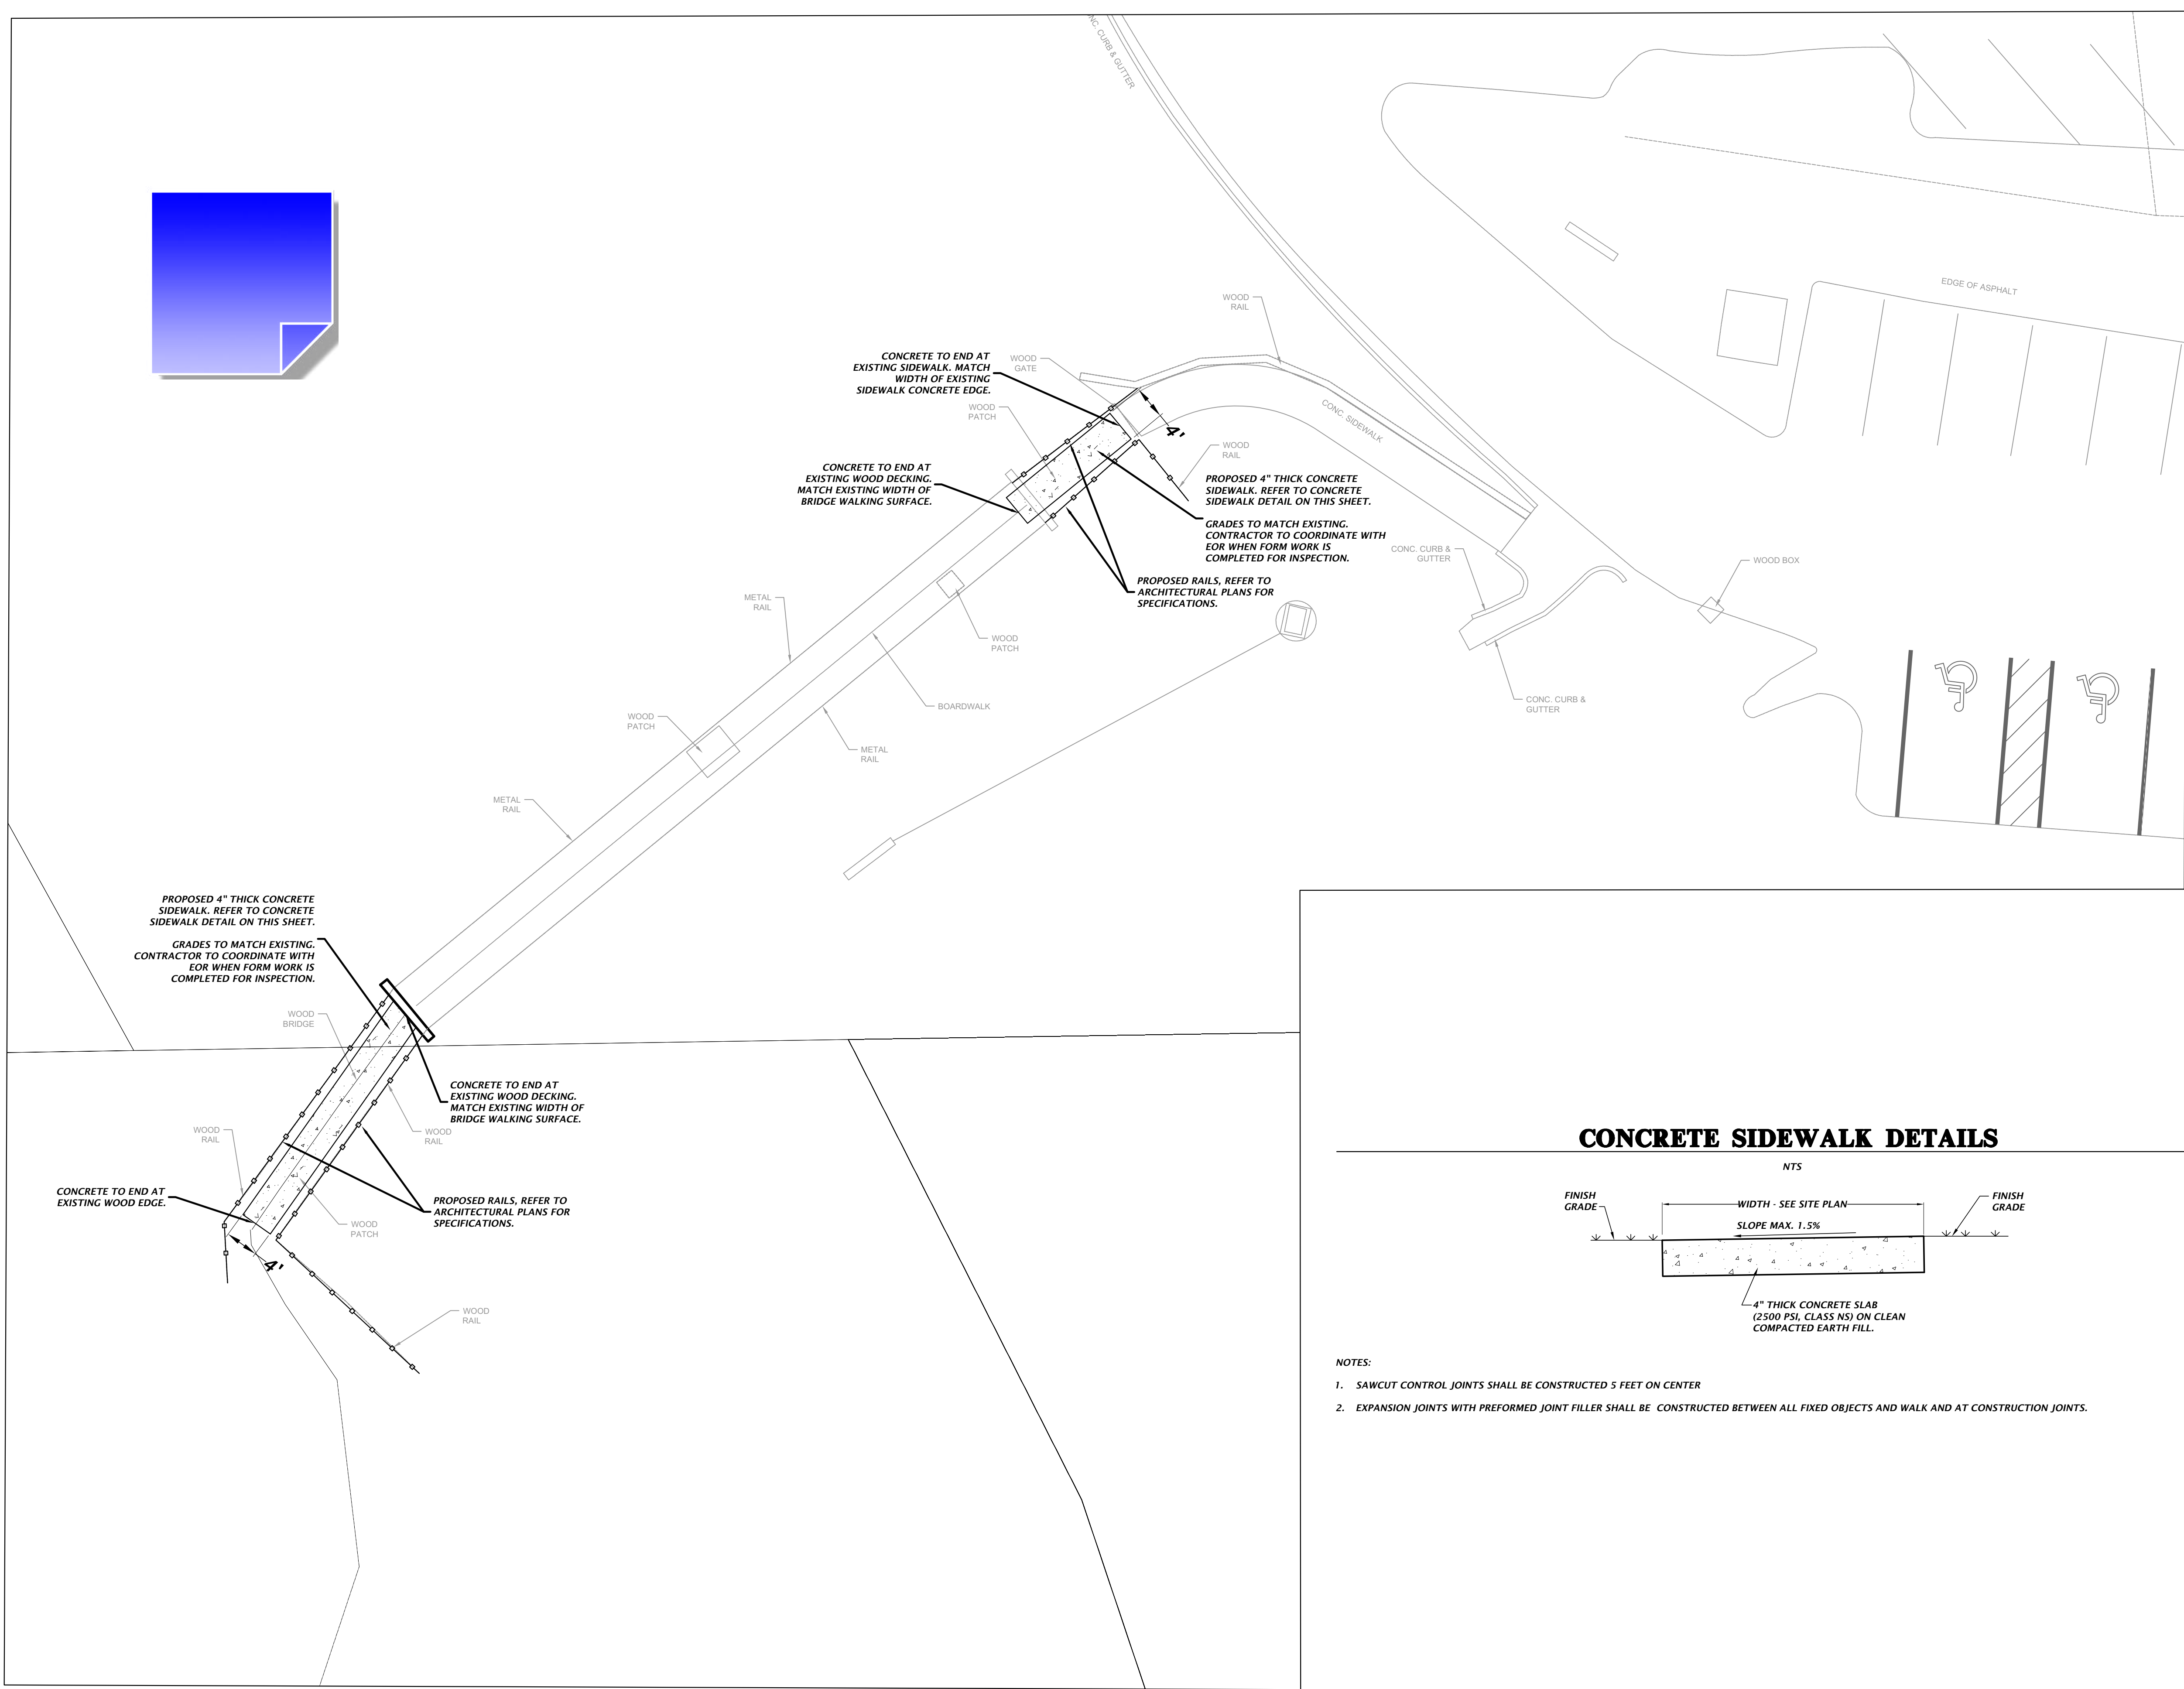 CONC. CURB & GUTTER
EDGE OF ASPHALT
WOOD
RAIL
CONCRETE TO END AT
EXISTING SIDEWALK. MATCH
WIDTH OF EXISTING
SIDEWALK CONCRETE EDGE.
WOOD
GATE
WOOD
PATCH
CONC. SIDEWALK
4'
WOOD
RAIL
CONCRETE TO END AT
EXISTING WOOD DECKING.
MATCH EXISTING WIDTH OF
BRIDGE WALKING SURFACE.
PROPOSED 4" THICK CONCRETE
SIDEWALK. REFER TO CONCRETE
SIDEWALK DETAIL ON THIS SHEET.
GRADES TO MATCH EXISTING.
CONTRACTOR TO COORDINATE WITH
EOR WHEN FORM WORK IS
COMPLETED FOR INSPECTION.
CONC. CURB &
GUTTER
WOOD BOX
PROPOSED RAILS, REFER TO
ARCHITECTURAL PLANS FOR
SPECIFICATIONS.
METAL
RAIL
WOOD
PATCH
BOARDWALK
CONC. CURB &
GUTTER
WOOD
PATCH
METAL
RAIL
METAL
RAIL
PROPOSED 4" THICK CONCRETE
SIDEWALK. REFER TO CONCRETE
SIDEWALK DETAIL ON THIS SHEET.
GRADES TO MATCH EXISTING.
CONTRACTOR TO COORDINATE WITH
EOR WHEN FORM WORK IS
COMPLETED FOR INSPECTION.
WOOD
BRIDGE
CONCRETE TO END AT
EXISTING WOOD DECKING.
MATCH EXISTING WIDTH OF
BRIDGE WALKING SURFACE.
WOOD
RAIL
WOOD
RAIL
CONCRETE TO END AT
EXISTING WOOD EDGE.
PROPOSED RAILS, REFER TO
ARCHITECTURAL PLANS FOR
SPECIFICATIONS.
WOOD
PATCH
4'
WOOD
RAIL
CONCRETE SIDEWALK DETAILS
NTS
FINISH
GRADE
WIDTH - SEE SITE PLAN
FINISH
GRADE
SLOPE MAX. 1.5%
4" THICK CONCRETE SLAB
(2500 PSI, CLASS NS) ON CLEAN
COMPACTED EARTH FILL.
NOTES:
1. SAWCUT CONTROL JOINTS SHALL BE CONSTRUCTED 5 FEET ON CENTER
2. EXPANSION JOINTS WITH PREFORMED JOINT FILLER SHALL BE CONSTRUCTED BETWEEN ALL FIXED OBJECTS AND WALK AND AT CONSTRUCTION JOINTS.